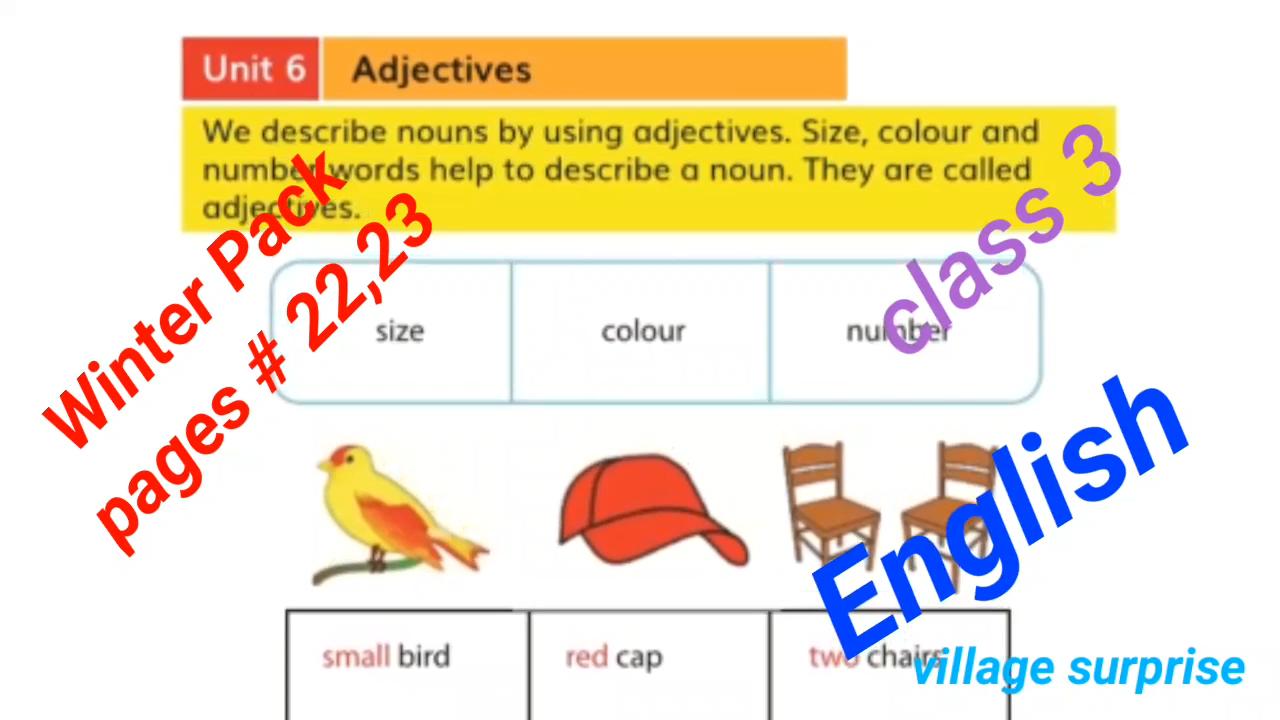 Unit 6 Adjectives
We describe nouns by using adjectives. Size, colour and
number words help to describe a noun. They are called
adjectives.
Winter Pack
pages # 22,23
class 3
size colour number
English
small bird red cap two chairs
village surprise